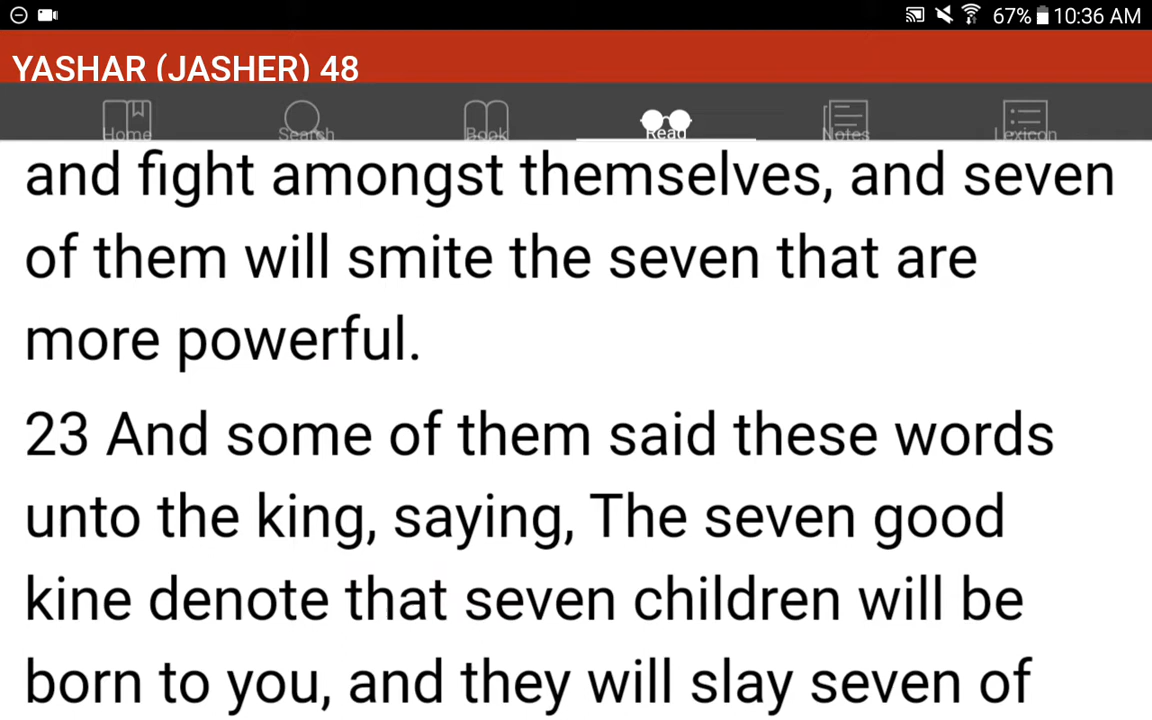 67% 10:36 AM
YASHAR (JASHER) 48
Home Search Book Read Notes Lexicon
and fight amongst themselves, and seven
of them will smite the seven that are
more powerful.
23 And some of them said these words
unto the king, saying, The seven good
kine denote that seven children will be
born to you, and they will slay seven of